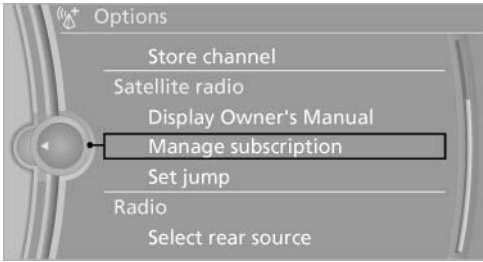 Options
Store channel
Satellite radio
Display Owner's Manual
Manage subscription
Set jump
Radio
Select rear source